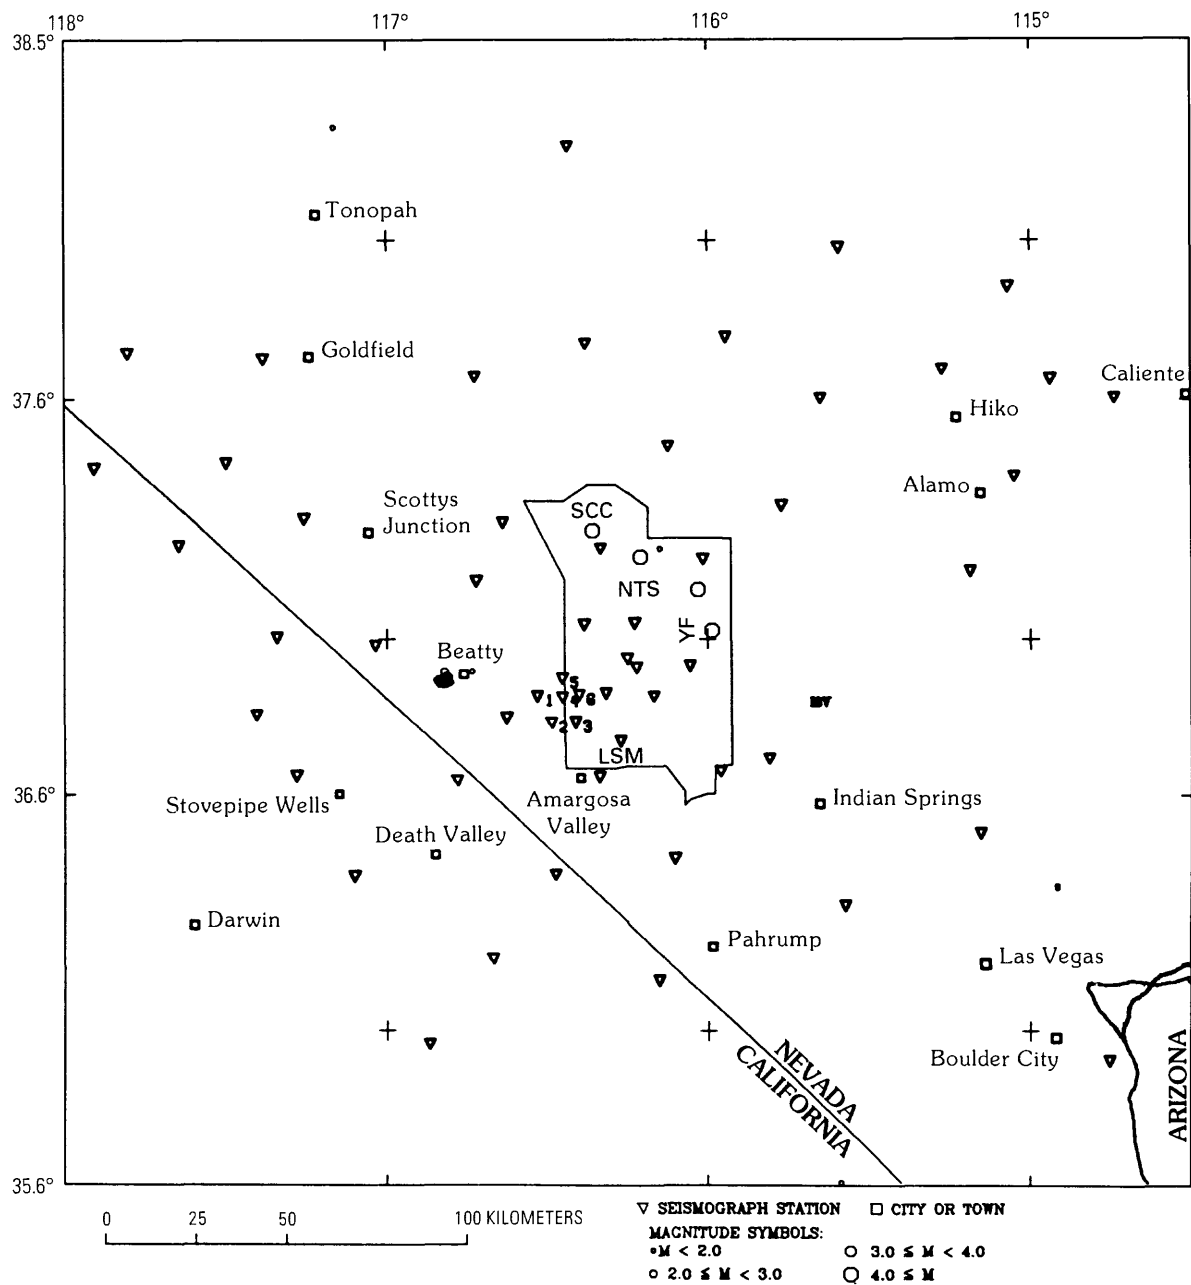 118°
117°
116°
115°
38.5°
Tonopah
Goldfield
Caliente
37.6°
Hiko
Alamo
Scottys
Junction
SCC
NTS
YF
Beatty
5
1
4
6
2
3
LSM
36.6°
Stovepipe Wells
Amargosa
Valley
Indian Springs
Death Valley
Darwin
Pahrump
Las Vegas
Boulder City
NEVADA
CALIFORNIA
ARIZONA
35.6°
0 25 50 100 KILOMETERS
SEISMOGRAPH STATION
CITY OR TOWN
MAGNITUDE SYMBOLS:
M < 2.0
3.0 ≤ M < 4.0
2.0 ≤ M < 3.0
4.0 ≤ M